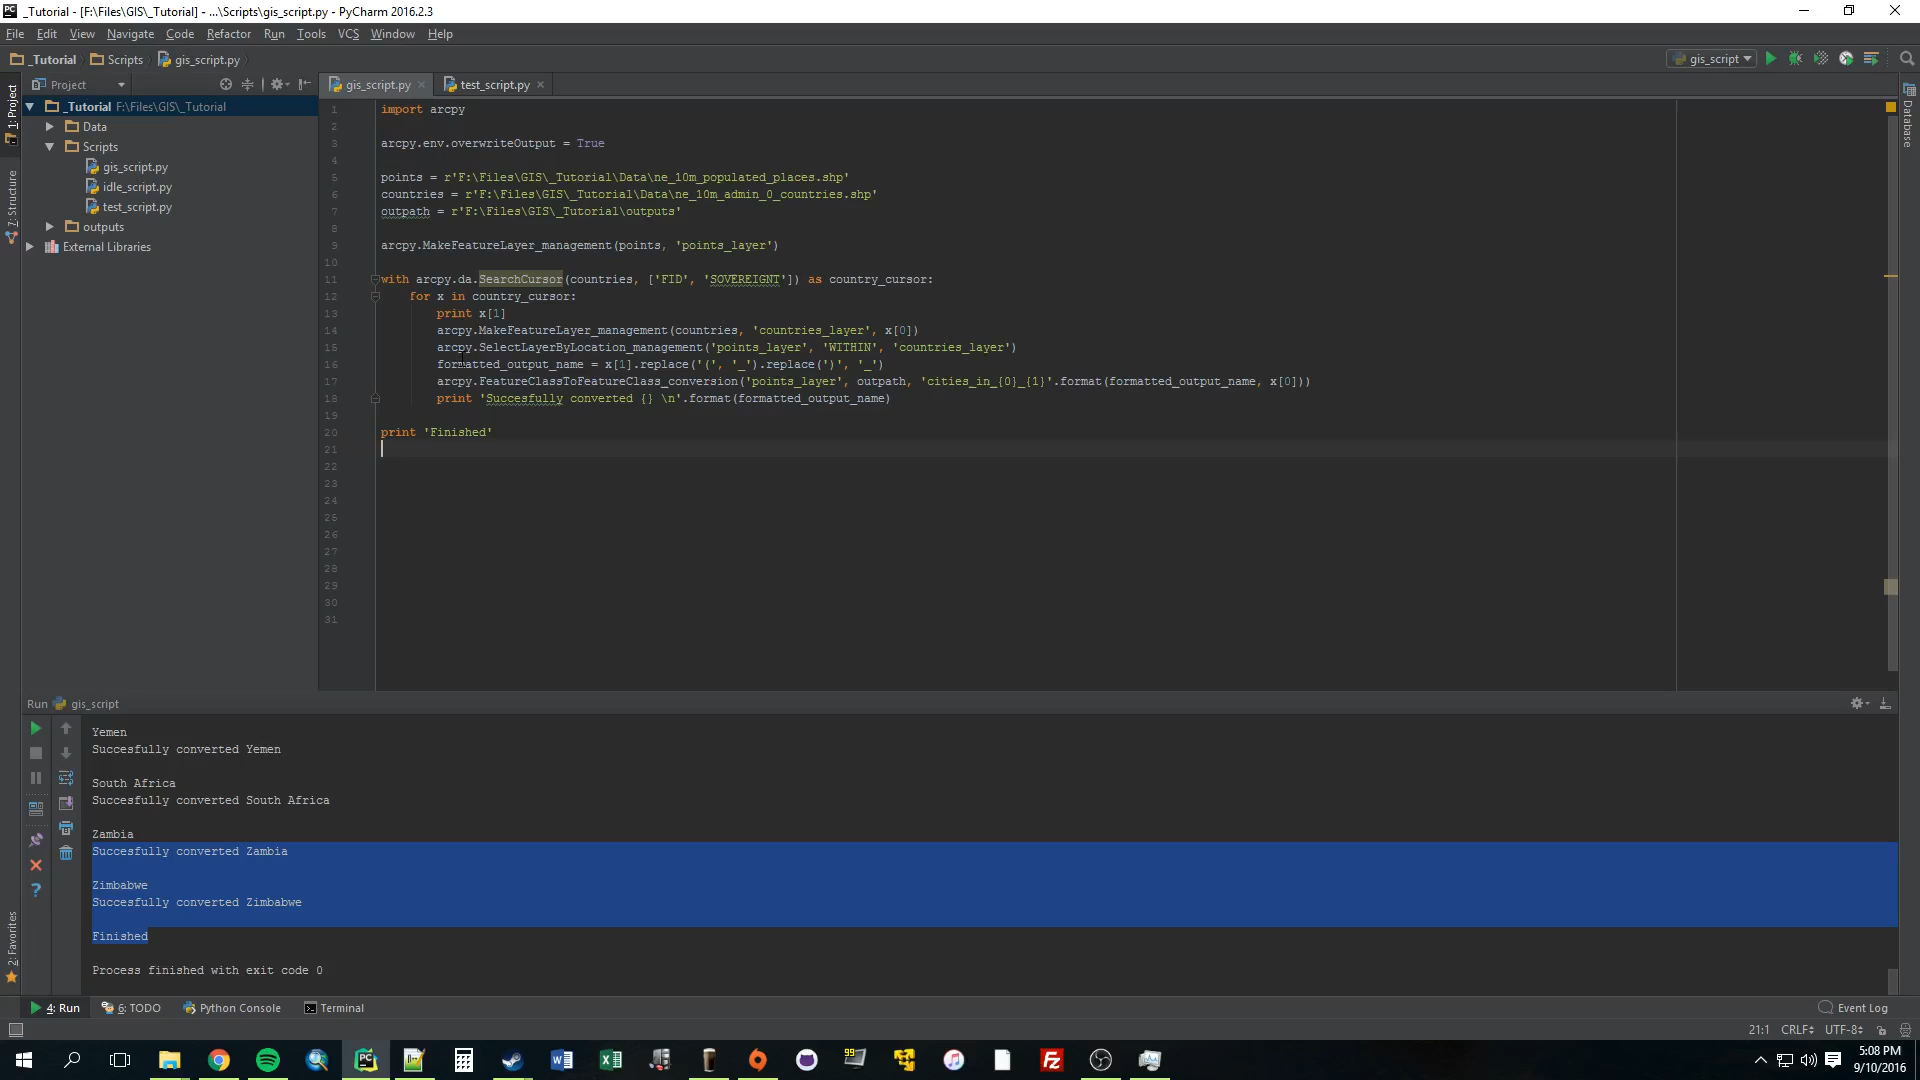 _Tutorial - [F:\Files\GIS\_Tutorial] - ...\Scripts\gis_script.py - PyCharm 2016.2.3
File Edit View Navigate Code Refactor Run Tools VCS Window Help
_Tutorial Scripts gis_script.py
gis_script
Project
gis_script.py
test_script.py
1: Project
7: Structure
2: Favorites
Database
_Tutorial F:\Files\GIS\_Tutorial
Data
Scripts
gis_script.py
idle_script.py
test_script.py
outputs
External Libraries
1 import arcpy
2
3 arcpy.env.overwriteOutput = True
4
5 points = r'F:\Files\GIS\_Tutorial\Data\ne_10m_populated_places.shp'
6 countries = r'F:\Files\GIS\_Tutorial\Data\ne_10m_admin_0_countries.shp'
7 outpath = r'F:\Files\GIS\_Tutorial\outputs'
8
9 arcpy.MakeFeatureLayer_management(points, 'points_layer')
10
11 with arcpy.da.SearchCursor(countries, ['FID', 'SOVEREIGNT']) as country_cursor:
12 for x in country_cursor:
13 print x[1]
14 arcpy.MakeFeatureLayer_management(countries, 'countries_layer', x[0])
15 arcpy.SelectLayerByLocation_management('points_layer', 'WITHIN', 'countries_layer')
16 formatted_output_name = x[1].replace('(', '_').replace(')', '_')
17 arcpy.FeatureClassToFeatureClass_conversion('points_layer', outpath, 'cities_in_{0}_{1}'.format(formatted_output_name, x[0]))
18 print 'Succesfully converted {} \n'.format(formatted_output_name)
19
20 print 'Finished'
21
22
23
24
25
26
27
28
29
30
31
Run gis_script
Yemen
Succesfully converted Yemen
South Africa
Succesfully converted South Africa
Zambia
Succesfully converted Zambia
Zimbabwe
Succesfully converted Zimbabwe
Finished
Process finished with exit code 0
4: Run 6: TODO Python Console Terminal Event Log
21:1 CRLF UTF-8
5:08 PM
9/10/2016